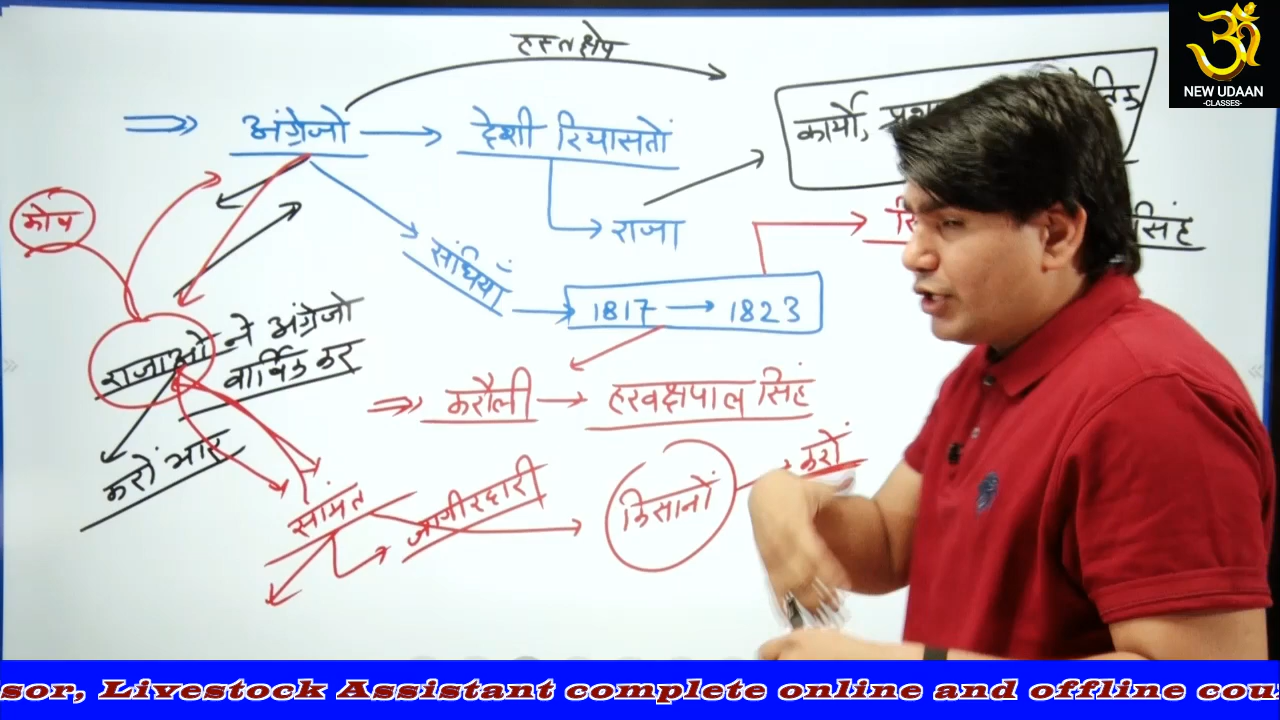 हस्तक्षेप
NEW UDAAN
-CLASSES-
अंग्रेजो → देशी रियासतों
कार्यो,
राजा
कोष
सिंह
संधियाँ
1817 → 1823
राजाओ ने अंग्रेजो
वार्षिक कर
करौली → हरवक्षपाल सिंह
करों भार
करों
सामंत
जागीरदारी
किसानों
sor, Livestock Assistant complete online and offline cou